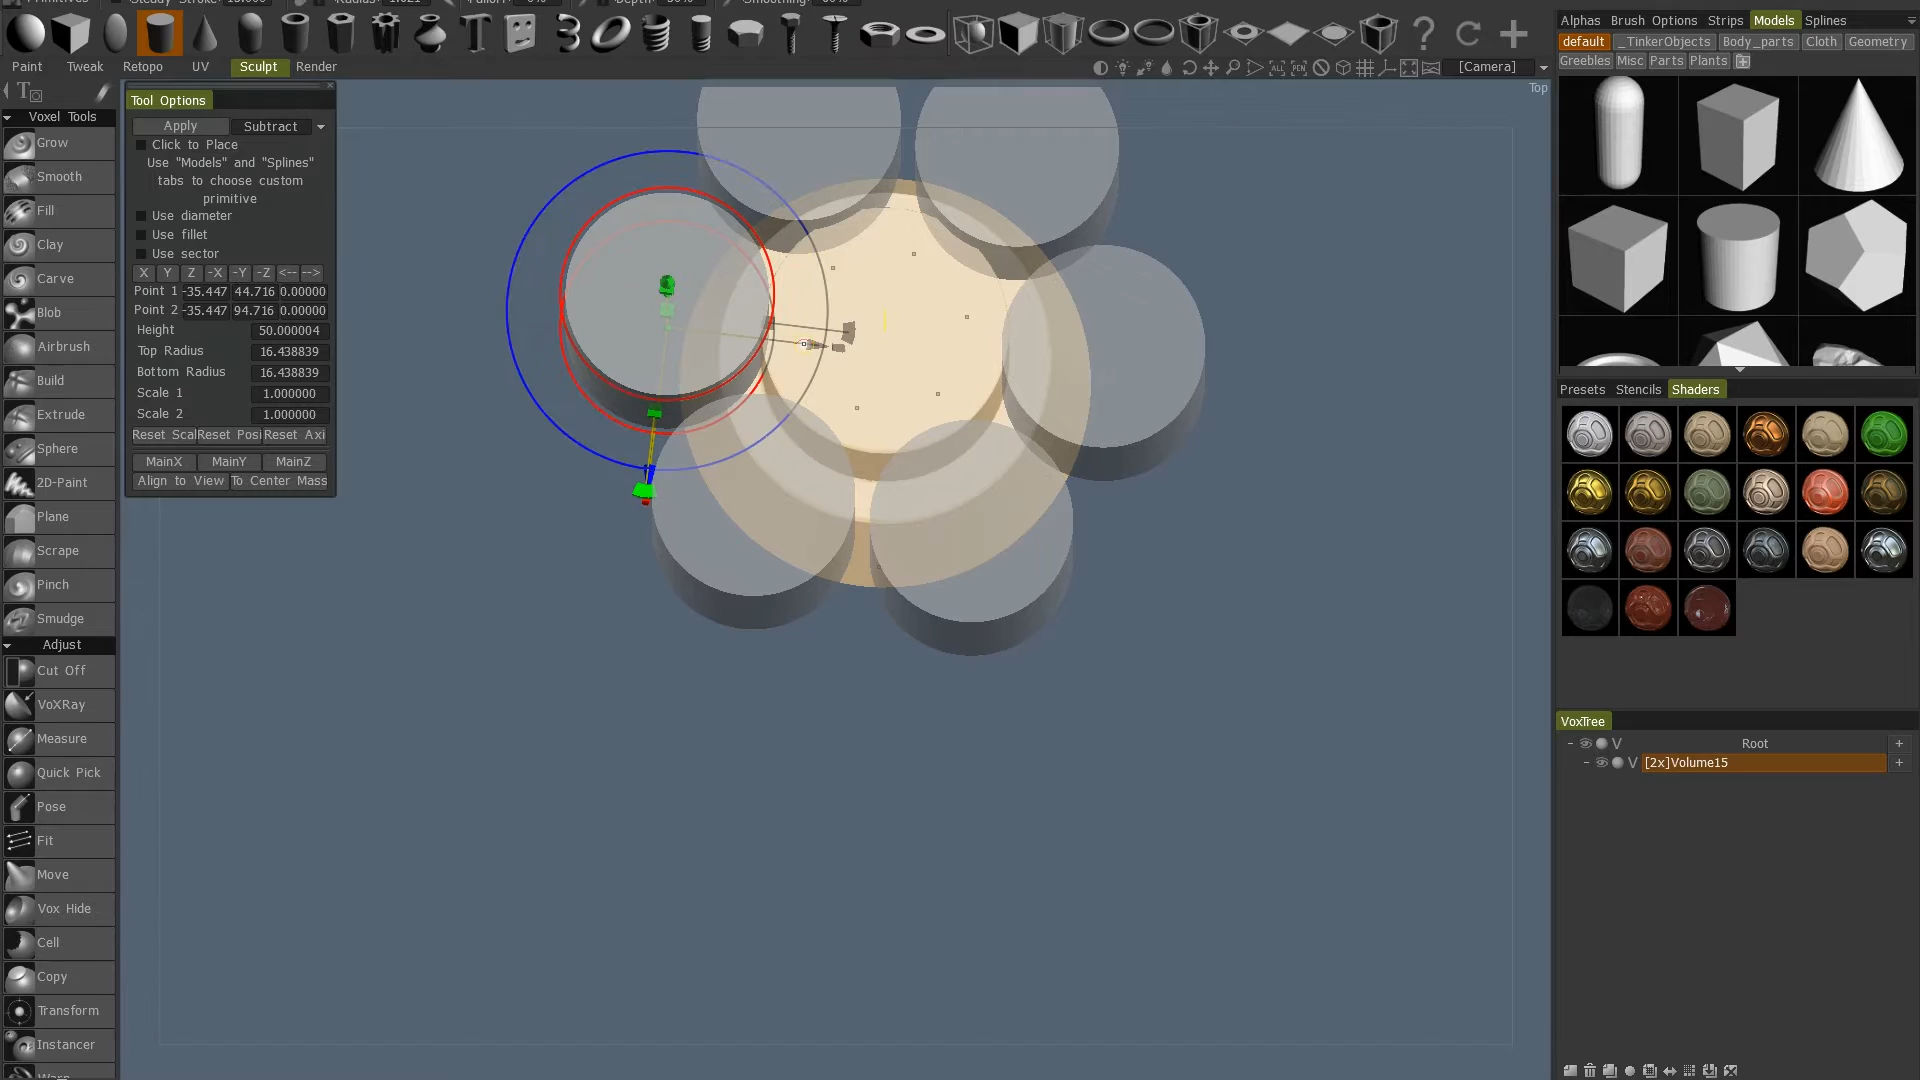 Paint Tweak Retopo UV Sculpt Render
[Camera]
Top
Tool Options
Apply Subtract
Click to Place
Use "Models" and "Splines"
tabs to choose custom
primitive
Use diameter
Use fillet
Use sector
X Y Z -X -Y -Z <-- -->
Point 1 -35.447 44.716 0.00000
Point 2 -35.447 94.716 0.00000
Height 50.000004
Top Radius 16.438839
Bottom Radius 16.438839
Scale 1 1.000000
Scale 2 1.000000
Reset Scal Reset Posi Reset Axi
MainX MainY MainZ
Align to View To Center Mass
Voxel Tools
Grow
Smooth
Fill
Clay
Carve
Blob
Airbrush
Build
Extrude
Sphere
2D-Paint
Plane
Scrape
Pinch
Smudge
Adjust
Cut Off
VoXRay
Measure
Quick Pick
Pose
Fit
Move
Vox Hide
Cell
Copy
Transform
Instancer
Alphas Brush Options Strips Models Splines
default _TinkerObjects Body_parts Cloth Geometry
Greebles Misc Parts Plants
Presets Stencils Shaders
VoxTree
V Root +
V [2x]Volume15 +